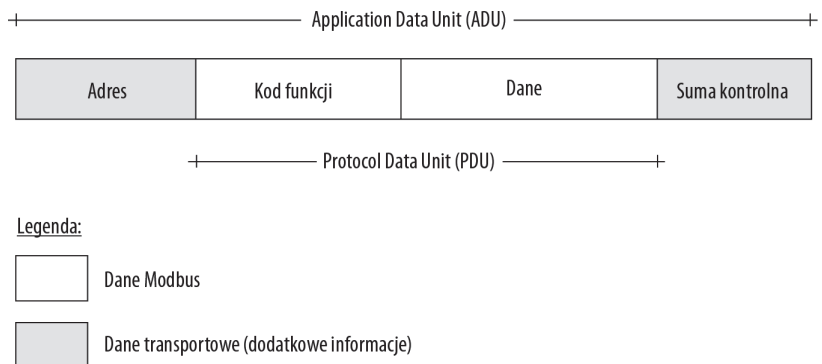 Application Data Unit (ADU)
Adres Kod funkcji Dane Suma kontrolna
Protocol Data Unit (PDU)
Legenda:
Dane Modbus
Dane transportowe (dodatkowe informacje)